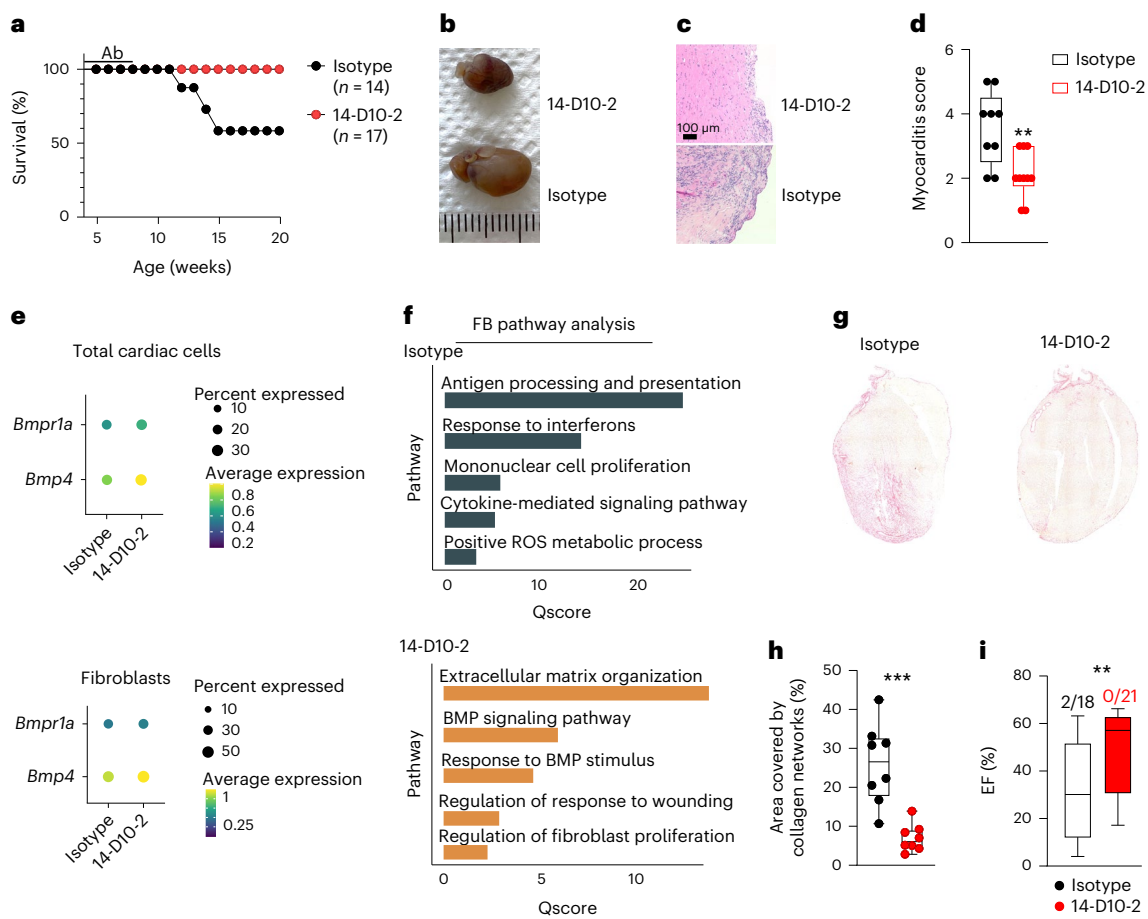 a
Ab
100
50
0
Survival (%)
5
10
15
20
Age (weeks)
Isotype
(n = 14)
14-D10-2
(n = 17)
b
14-D10-2
Isotype
c
100 µm
14-D10-2
Isotype
d
6
4
2
0
Myocarditis score
**
Isotype
14-D10-2
e
Total cardiac cells
Bmpr1a
Bmp4
Isotype
14-D10-2
Percent expressed
10
20
30
Average expression
0.8
0.6
0.4
0.2
Fibroblasts
Bmpr1a
Bmp4
Isotype
14-D10-2
Percent expressed
10
30
50
Average expression
1
0.25
f
FB pathway analysis
Isotype
Pathway
Antigen processing and presentation
Response to interferons
Mononuclear cell proliferation
Cytokine-mediated signaling pathway
Positive ROS metabolic process
0
10
20
Qscore
14-D10-2
Pathway
Extracellular matrix organization
BMP signaling pathway
Response to BMP stimulus
Regulation of response to wounding
Regulation of fibroblast proliferation
0
5
10
Qscore
g
Isotype
14-D10-2
h
50
40
30
20
10
0
Area covered by
collagen networks (%)
***
i
80
60
40
20
0
EF (%)
**
2/18
0/21
Isotype
14-D10-2